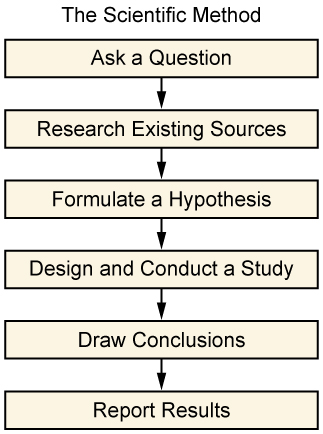 The Scientific Method
Ask a Question
Research Existing Sources
Formulate a Hypothesis
Design and Conduct a Study
Draw Conclusions
Report Results